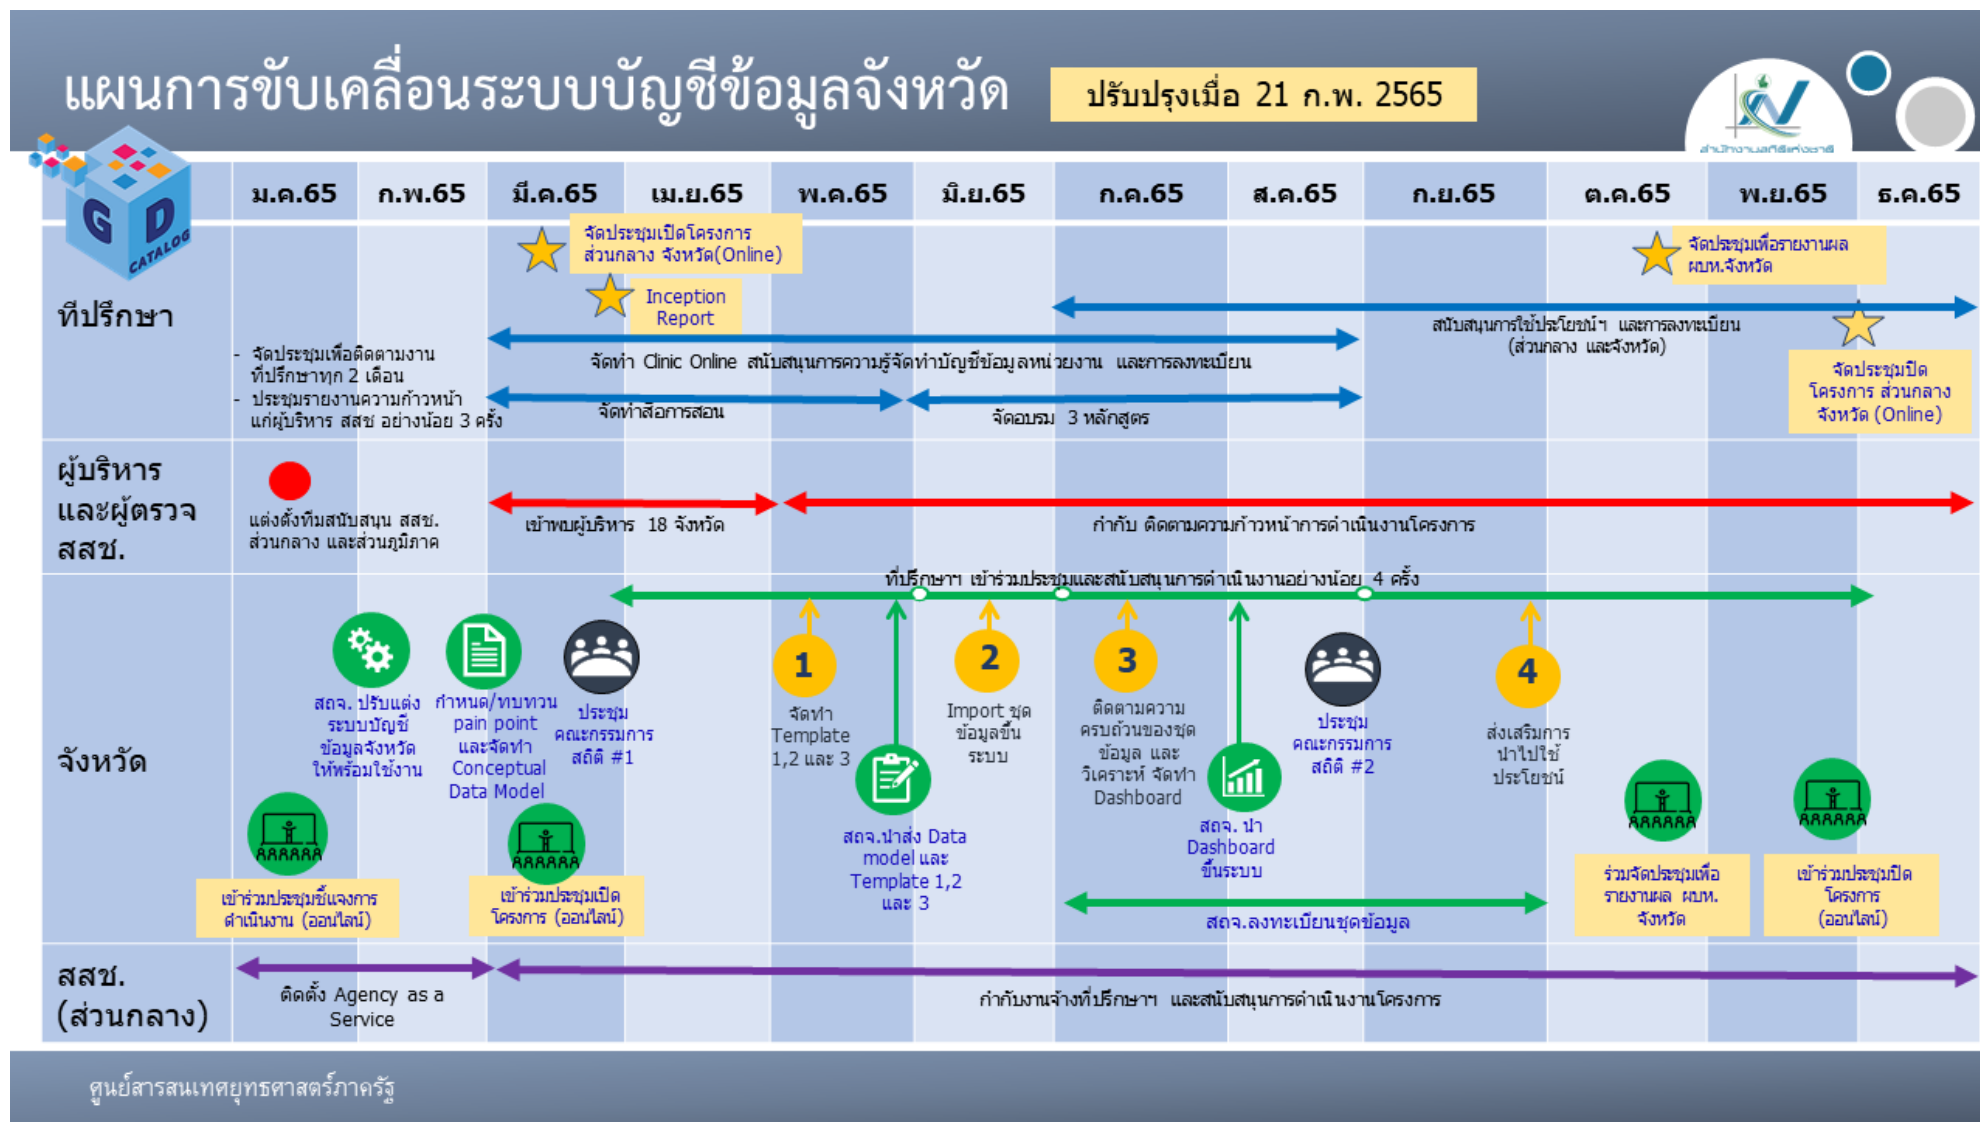 แผนการขับเคลื่อนระบบบัญชีข้อมูลจังหวัด
ปรับปรุงเมื่อ 21 ก.พ. 2565
สำนักงานสถิติแห่งชาติ
G D
CATALOG
ม.ค.65 ก.พ.65 มี.ค.65 เม.ย.65 พ.ค.65 มิ.ย.65 ก.ค.65 ส.ค.65 ก.ย.65 ต.ค.65 พ.ย.65 ธ.ค.65
ที่ปรึกษา
- จัดประชุมเพื่อติดตามงาน
ที่ปรึกษาทุก 2 เดือน
- ประชุมรายงานความก้าวหน้า
แก่ผู้บริหาร สสช อย่างน้อย 3 ครั้ง
จัดประชุมเปิดโครงการ
ส่วนกลาง จังหวัด(Online)
Inception
Report
จัดทำ Clinic Online สนับสนุนการความรู้จัดทำบัญชีข้อมูลหน่วยงาน และการลงทะเบียน
จัดทำสื่อการสอน
จัดอบรม 3 หลักสูตร
จัดประชุมเพื่อรายงานผล
ผบห.จังหวัด
สนับสนุนการใช้ประโยชน์ฯ และการลงทะเบียน
(ส่วนกลาง และจังหวัด)
จัดประชุมปิด
โครงการ ส่วนกลาง
จังหวัด (Online)
ผู้บริหาร
และผู้ตรวจ
สสช.
แต่งตั้งทีมสนับสนุน สสช.
ส่วนกลาง และส่วนภูมิภาค
เข้าพบผู้บริหาร 18 จังหวัด
กำกับ ติดตามความก้าวหน้าการดำเนินงานโครงการ
จังหวัด
ที่ปรึกษาฯ เข้าร่วมประชุมและสนับสนุนการดำเนินงานอย่างน้อย 4 ครั้ง
สถจ. ปรับแต่ง
ระบบบัญชี
ข้อมูลจังหวัด
ให้พร้อมใช้งาน
กำหนด/ทบทวน
pain point
และจัดทำ
Conceptual
Data Model
ประชุม
คณะกรรมการ
สถิติ #1
1
จัดทำ
Template
1,2 และ 3
สถจ.นำส่ง Data
model และ
Template 1,2
และ 3
2
Import ชุด
ข้อมูลขึ้น
ระบบ
3
ติดตามความ
ครบถ้วนของชุด
ข้อมูล และ
วิเคราะห์ จัดทำ
Dashboard
สถจ. นำ
Dashboard
ขึ้นระบบ
ประชุม
คณะกรรมการ
สถิติ #2
4
ส่งเสริมการ
นำไปใช้
ประโยชน์
เข้าร่วมประชุมชี้แจงการ
ดำเนินงาน (ออนไลน์)
เข้าร่วมประชุมเปิด
โครงการ (ออนไลน์)
สถจ.ลงทะเบียนชุดข้อมูล
ร่วมจัดประชุมเพื่อ
รายงานผล ผบห.
จังหวัด
เข้าร่วมประชุมปิด
โครงการ
(ออนไลน์)
สสช.
(ส่วนกลาง)
ติดตั้ง Agency as a
Service
กำกับงานจ้างที่ปรึกษาฯ และสนับสนุนการดำเนินงานโครงการ
ศูนย์สารสนเทศยุทธศาสตร์ภาครัฐ